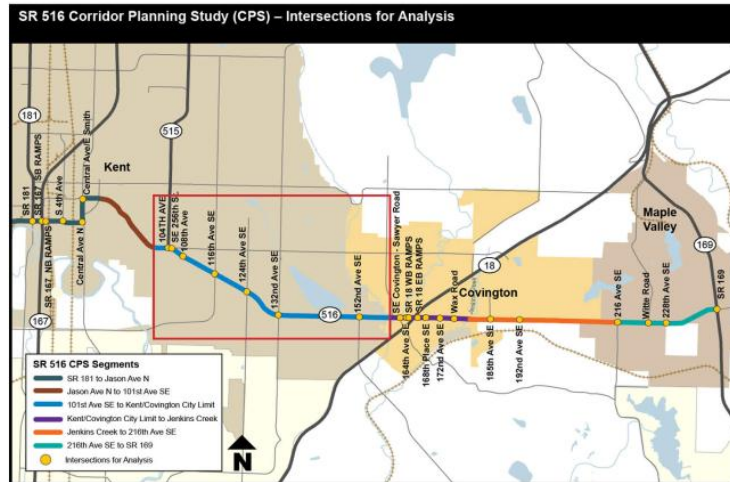 SR 516 Corridor Planning Study (CPS) – Intersections for Analysis
181
SR 181
SR 167 SB RAMPS
SR 167 NB RAMPS
S 4th Ave
Central Ave/E Smith
Central Ave N
Kent
167
515
104TH AVE
SE 256th St.
108th Ave
116th Ave SE
124th Ave SE
132nd Ave SE
516
152nd Ave SE
SE Covington - Sawyer Road
SR 18 WB RAMPS
SR 18 EB RAMPS
164th Ave SE
168th Place SE
172nd Ave SE
Wax Road
18
Covington
185th Ave SE
192nd Ave SE
216 Ave SE
Witte Road
228th Ave SE
Maple
Valley
169
SR 169
SR 516 CPS Segments
SR 181 to Jason Ave N
Jason Ave N to 101st Ave SE
101st Ave SE to Kent/Covington City Limit
Kent/Covington City Limit to Jenkins Creek
Jenkins Creek to 216th Ave SE
216th Ave SE to SR 169
Intersections for Analysis
N